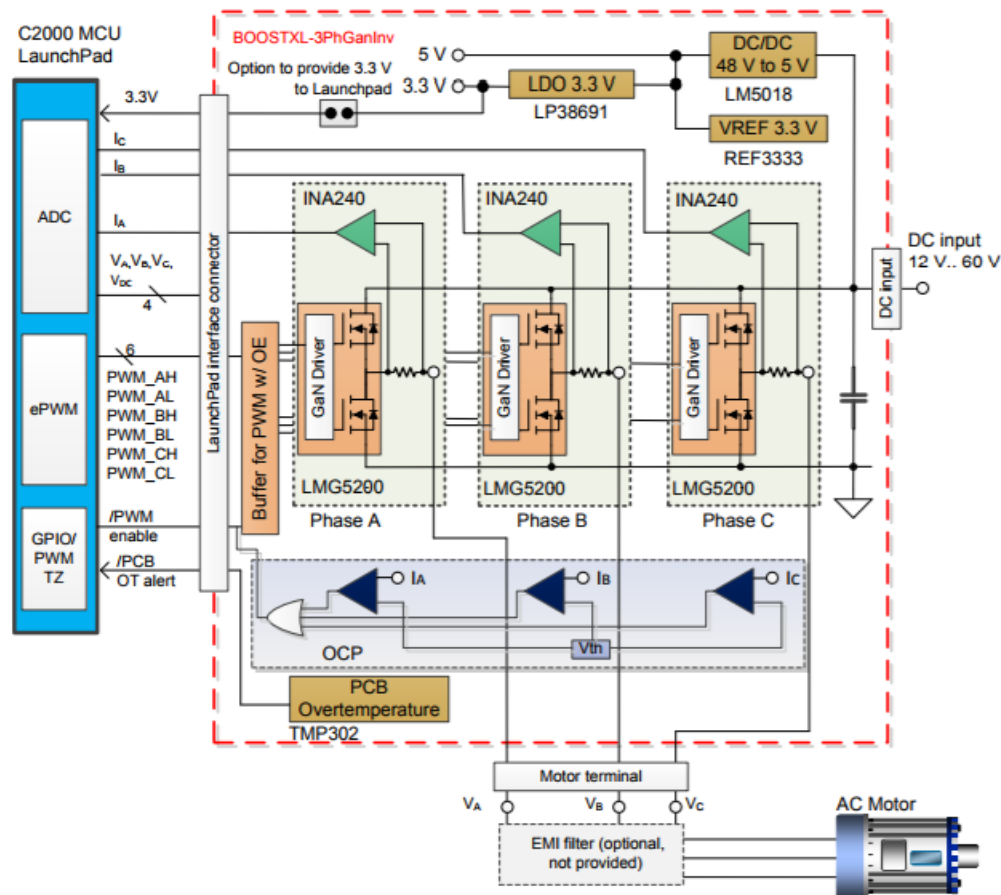 C2000 MCU
LaunchPad
BOOSTXL-3PhGanInv
Option to provide 3.3 V
to Launchpad
5 V
3.3 V
LDO 3.3 V
LP38691
DC/DC
48 V to 5 V
LM5018
VREF 3.3 V
REF3333
3.3V
IC
IB
IA
ADC
VA,VB,VC,
VDC
4
6
ePWM
PWM_AH
PWM_AL
PWM_BH
PWM_BL
PWM_CH
PWM_CL
GPIO/
PWM
TZ
/PWM
enable
/PCB
OT alert
LaunchPad interface connector
Buffer for PWM w/ OE
INA240
GaN Driver
LMG5200
Phase A
INA240
GaN Driver
LMG5200
Phase B
INA240
GaN Driver
LMG5200
Phase C
DC input
DC input
12 V.. 60 V
IA
IB
IC
Vth
OCP
PCB
Overtemperature
TMP302
Motor terminal
VA
VB
VC
EMI filter (optional,
not provided)
AC Motor